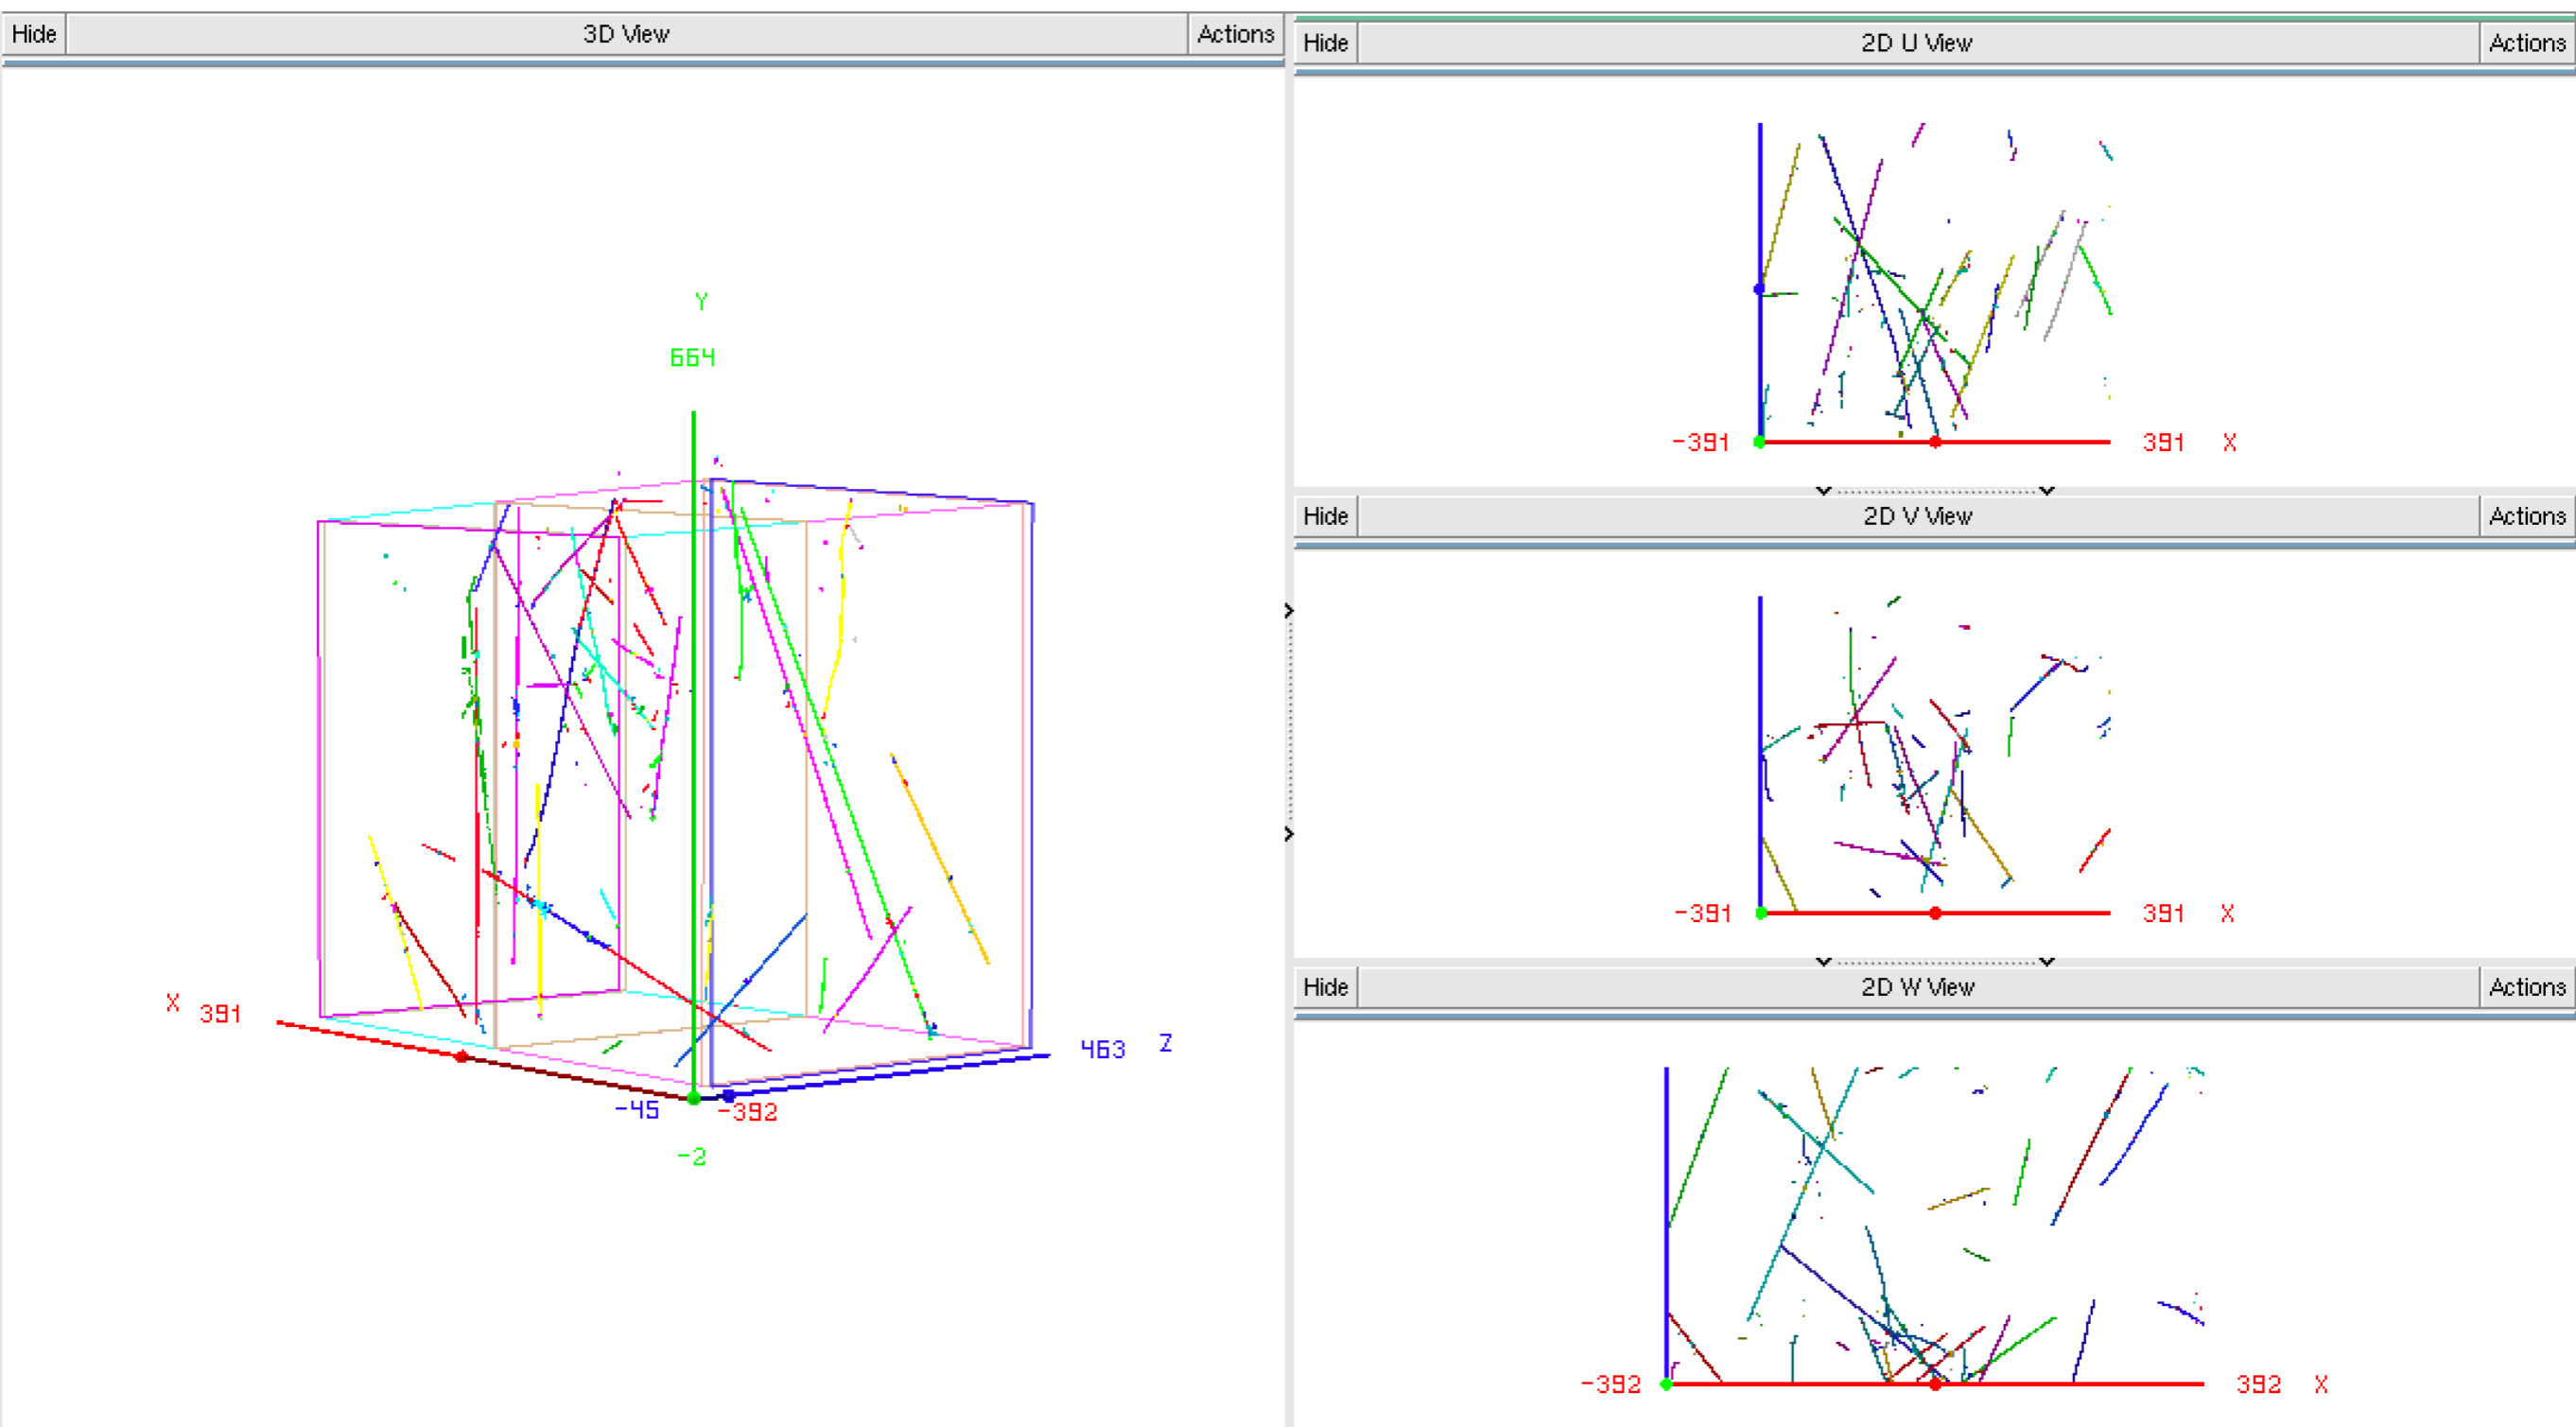 Hide 3D View Actions
Y
664
X 391
463 Z
-45 -392
-2
Hide 2D U View Actions
-391 391 X
Hide 2D V View Actions
-391 391 X
Hide 2D W View Actions
-392 392 X